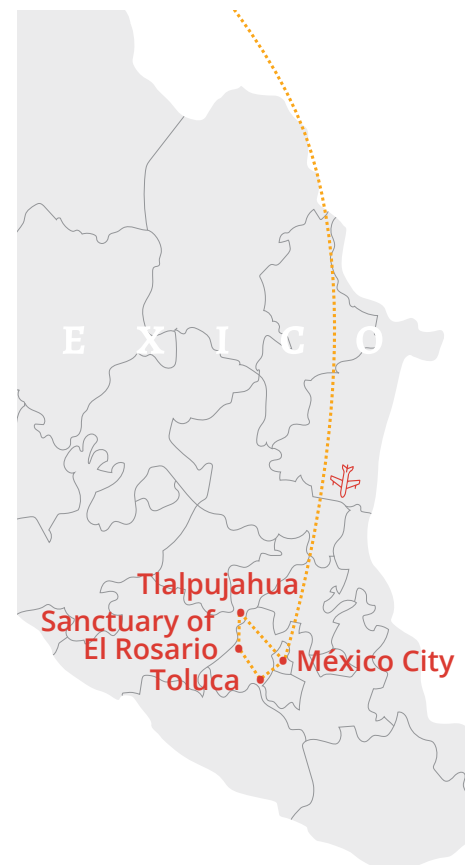 E X I C O
Tlalpujahua
Sanctuary of
El Rosario
Toluca
México City